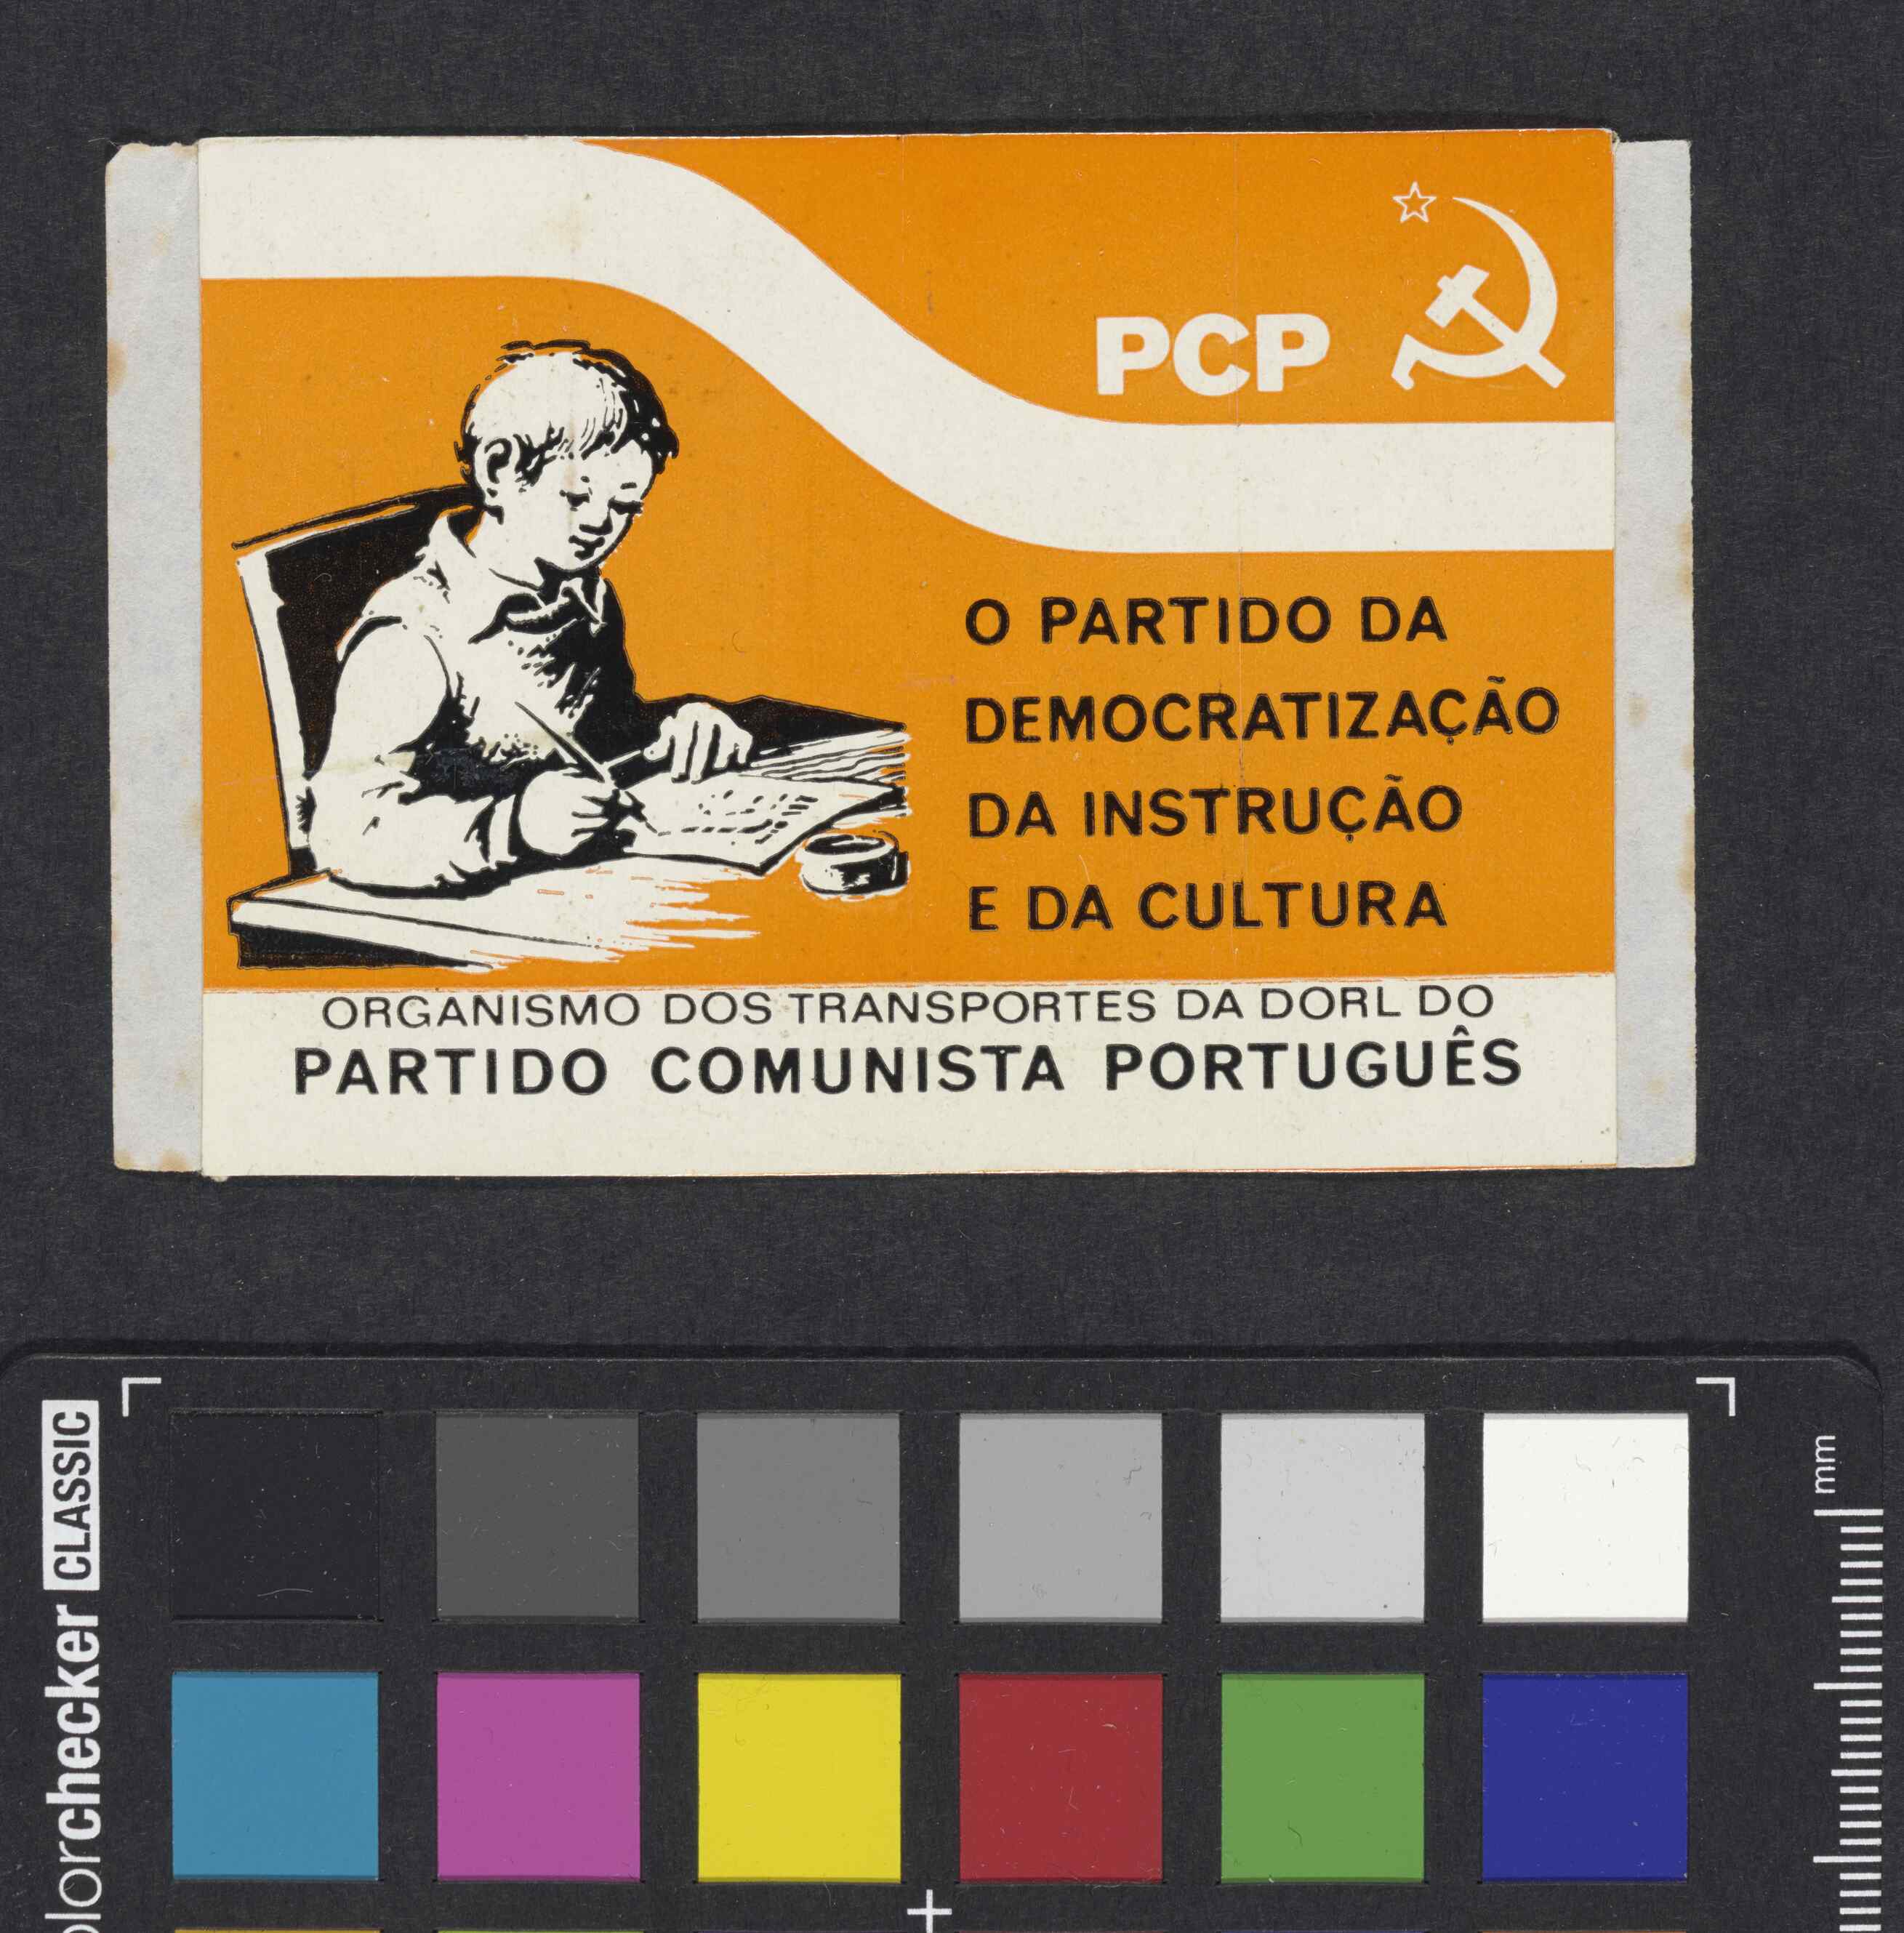 PCP
O PARTIDO DA
DEMOCRATIZAÇÃO
DA INSTRUÇÃO
E DA CULTURA
ORGANISMO DOS TRANSPORTES DA DORL DO
PARTIDO COMUNISTA PORTUGUÊS
mm
olorchecker CLASSIC